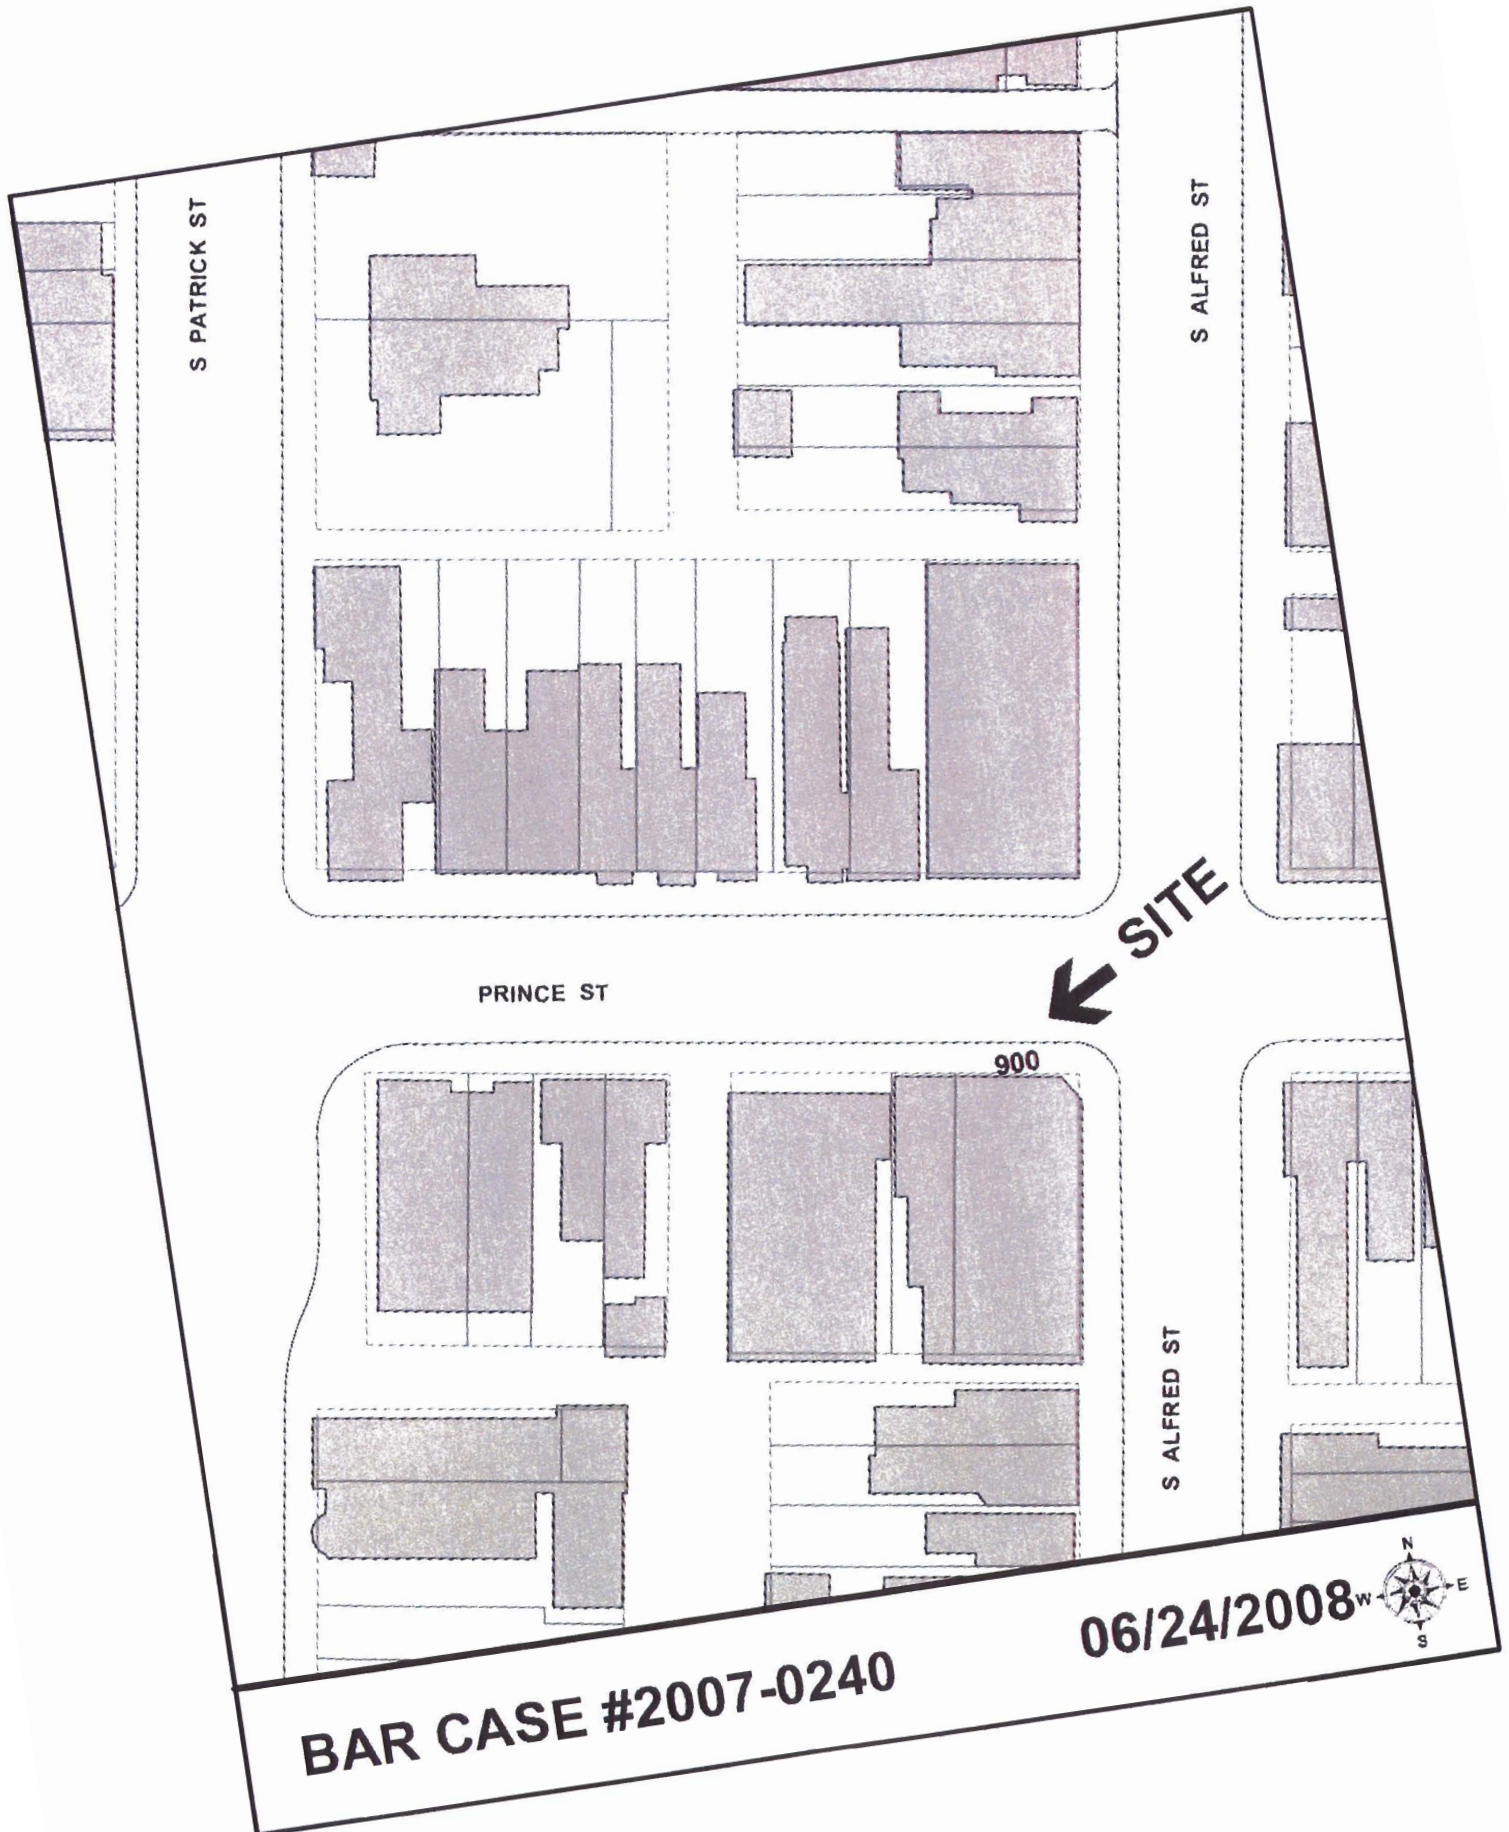 S PATRICK ST
S ALFRED ST
SITE
PRINCE ST
900
S ALFRED ST
BAR CASE #2007-0240
06/24/2008
N
W
E
S